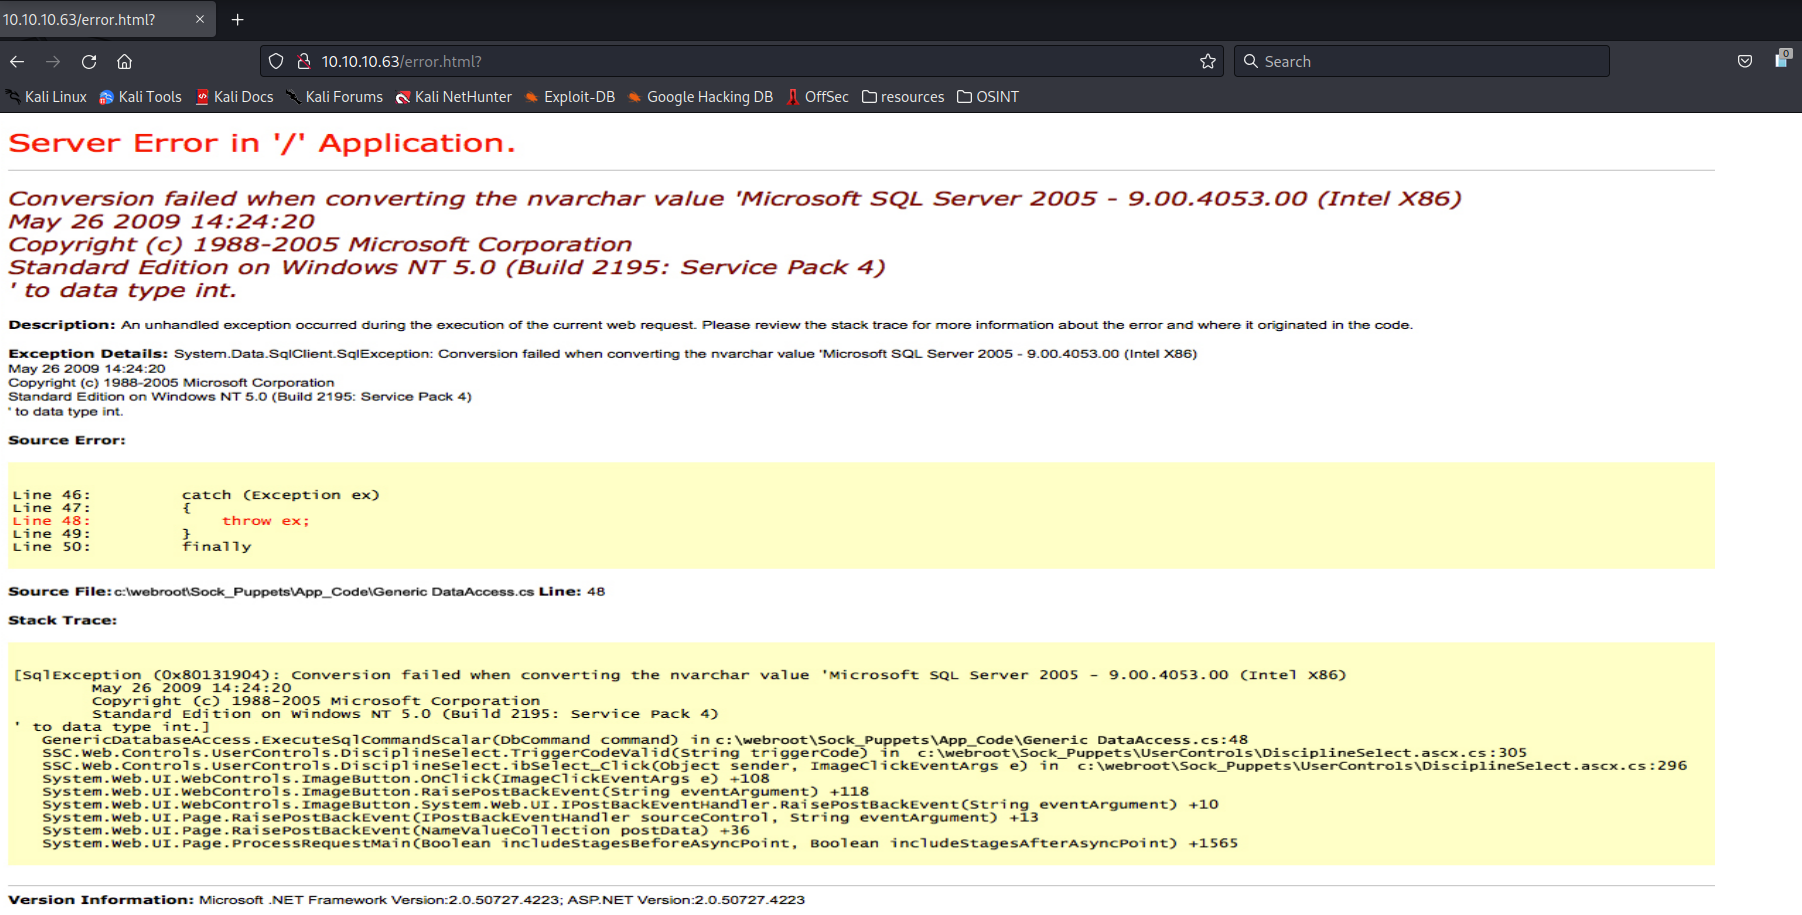 10.10.10.63/error.html?
10.10.10.63/error.html?
Search
0
Kali Linux Kali Tools Kali Docs Kali Forums Kali NetHunter Exploit-DB Google Hacking DB OffSec resources OSINT
Server Error in '/' Application.
Conversion failed when converting the nvarchar value 'Microsoft SQL Server 2005 - 9.00.4053.00 (Intel X86)
May 26 2009 14:24:20
Copyright (c) 1988-2005 Microsoft Corporation
Standard Edition on Windows NT 5.0 (Build 2195: Service Pack 4)
' to data type int.
Description: An unhandled exception occurred during the execution of the current web request. Please review the stack trace for more information about the error and where it originated in the code.
Exception Details: System.Data.SqlClient.SqlException: Conversion failed when converting the nvarchar value 'Microsoft SQL Server 2005 - 9.00.4053.00 (Intel X86)
May 26 2009 14:24:20
Copyright (c) 1988-2005 Microsoft Corporation
Standard Edition on Windows NT 5.0 (Build 2195: Service Pack 4)
' to data type int.
Source Error:
Line 46: catch (Exception ex)
Line 47: {
Line 48: throw ex;
Line 49: }
Line 50: finally
Source File: c:\webroot\Sock_Puppets\App_Code\Generic DataAccess.cs Line: 48
Stack Trace:
[SqlException (0x80131904): Conversion failed when converting the nvarchar value 'Microsoft SQL Server 2005 - 9.00.4053.00 (Intel X86)
May 26 2009 14:24:20
Copyright (c) 1988-2005 Microsoft Corporation
Standard Edition on Windows NT 5.0 (Build 2195: Service Pack 4)
' to data type int.]
GenericDatabaseAccess.ExecuteSqlCommandScalar(DbCommand command) in c:\webroot\Sock_Puppets\App_Code\Generic DataAccess.cs:48
SSC.Web.Controls.UserControls.DisciplineSelect.TriggerCodeValid(String triggerCode) in c:\webroot\Sock_Puppets\UserControls\DisciplineSelect.ascx.cs:305
SSC.Web.Controls.UserControls.DisciplineSelect.ibSelect_Click(Object sender, ImageClickEventArgs e) in c:\webroot\Sock_Puppets\UserControls\DisciplineSelect.ascx.cs:296
System.Web.UI.WebControls.ImageButton.OnClick(ImageClickEventArgs e) +108
System.Web.UI.WebControls.ImageButton.RaisePostBackEvent(String eventArgument) +118
System.Web.UI.WebControls.ImageButton.System.Web.UI.IPostBackEventHandler.RaisePostBackEvent(String eventArgument) +10
System.Web.UI.Page.RaisePostBackEvent(IPostBackEventHandler sourceControl, String eventArgument) +13
System.Web.UI.Page.RaisePostBackEvent(NameValueCollection postData) +36
System.Web.UI.Page.ProcessRequestMain(Boolean includeStagesBeforeAsyncPoint, Boolean includeStagesAfterAsyncPoint) +1565
Version Information: Microsoft .NET Framework Version:2.0.50727.4223; ASP.NET Version:2.0.50727.4223